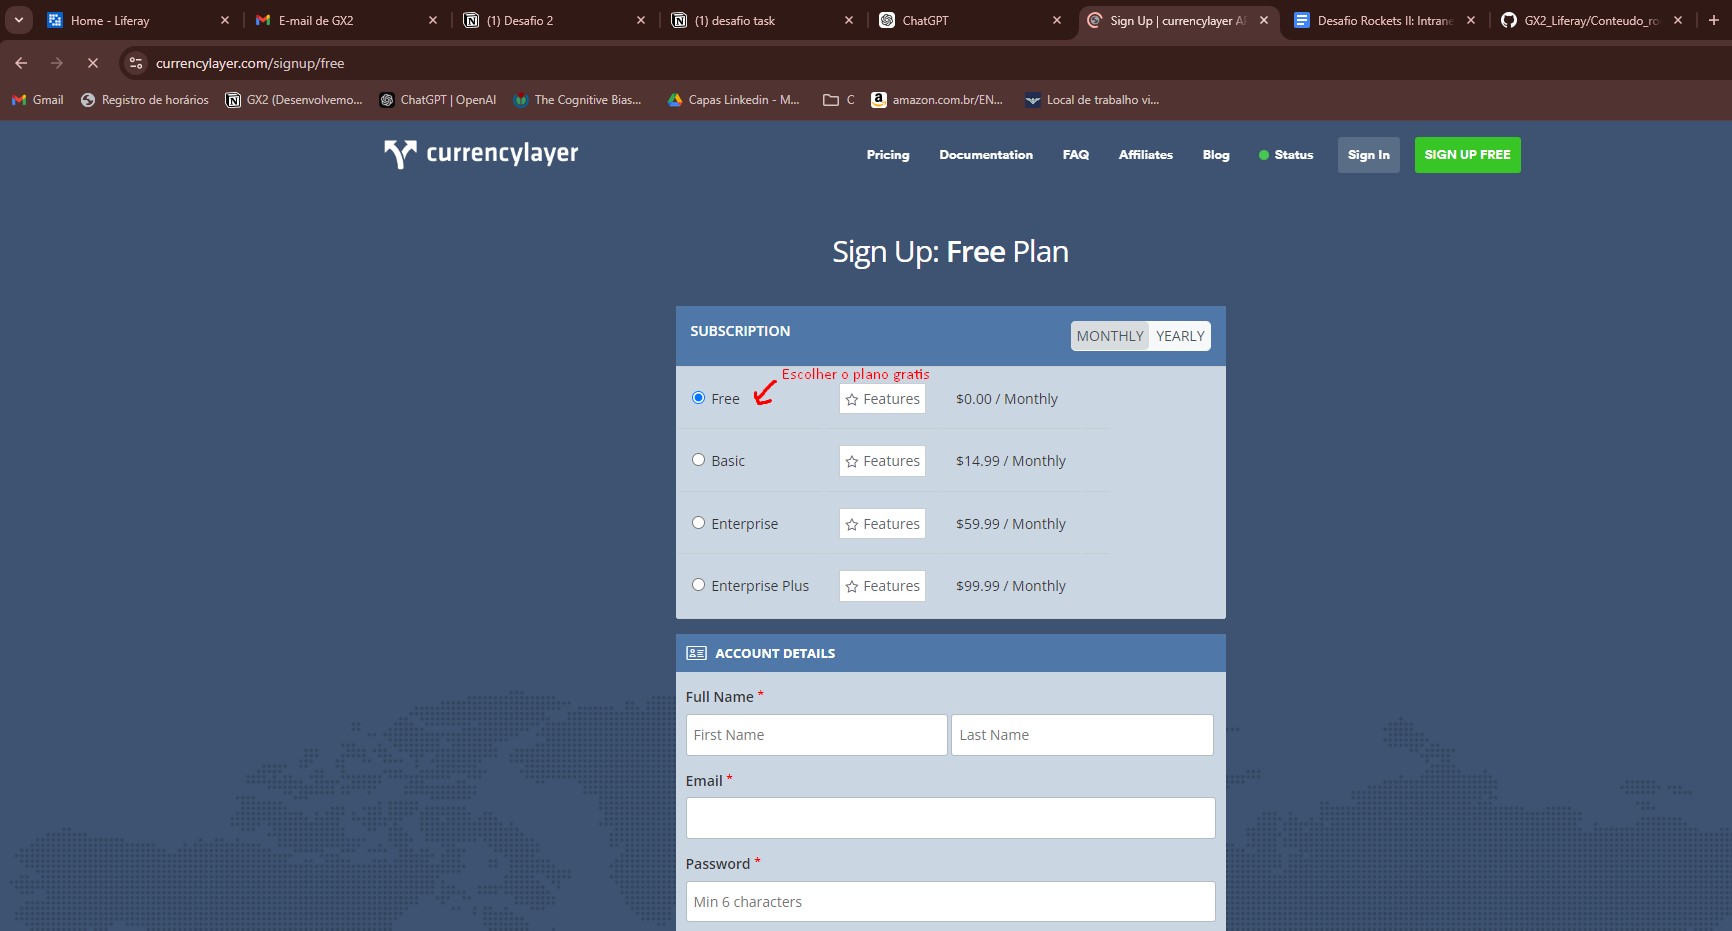 Home - Liferay
E-mail de GX2
(1) Desafio 2
(1) desafio task
ChatGPT
Sign Up | currencylayer AI
Desafio Rockets II: Intrane
GX2_Liferay/Conteudo_ro
currencylayer.com/signup/free
Gmail
Registro de horários
GX2 (Desenvolvemo...
ChatGPT | OpenAI
The Cognitive Bias...
Capas Linkedin - M...
C
amazon.com.br/EN...
Local de trabalho vi...
currencylayer
Pricing
Documentation
FAQ
Affiliates
Blog
Status
Sign In
SIGN UP FREE
Sign Up: Free Plan
SUBSCRIPTION
MONTHLY YEARLY
Escolher o plano gratis
Free Features $0.00 / Monthly
Basic Features $14.99 / Monthly
Enterprise Features $59.99 / Monthly
Enterprise Plus Features $99.99 / Monthly
ACCOUNT DETAILS
Full Name *
First Name Last Name
Email *
Password *
Min 6 characters